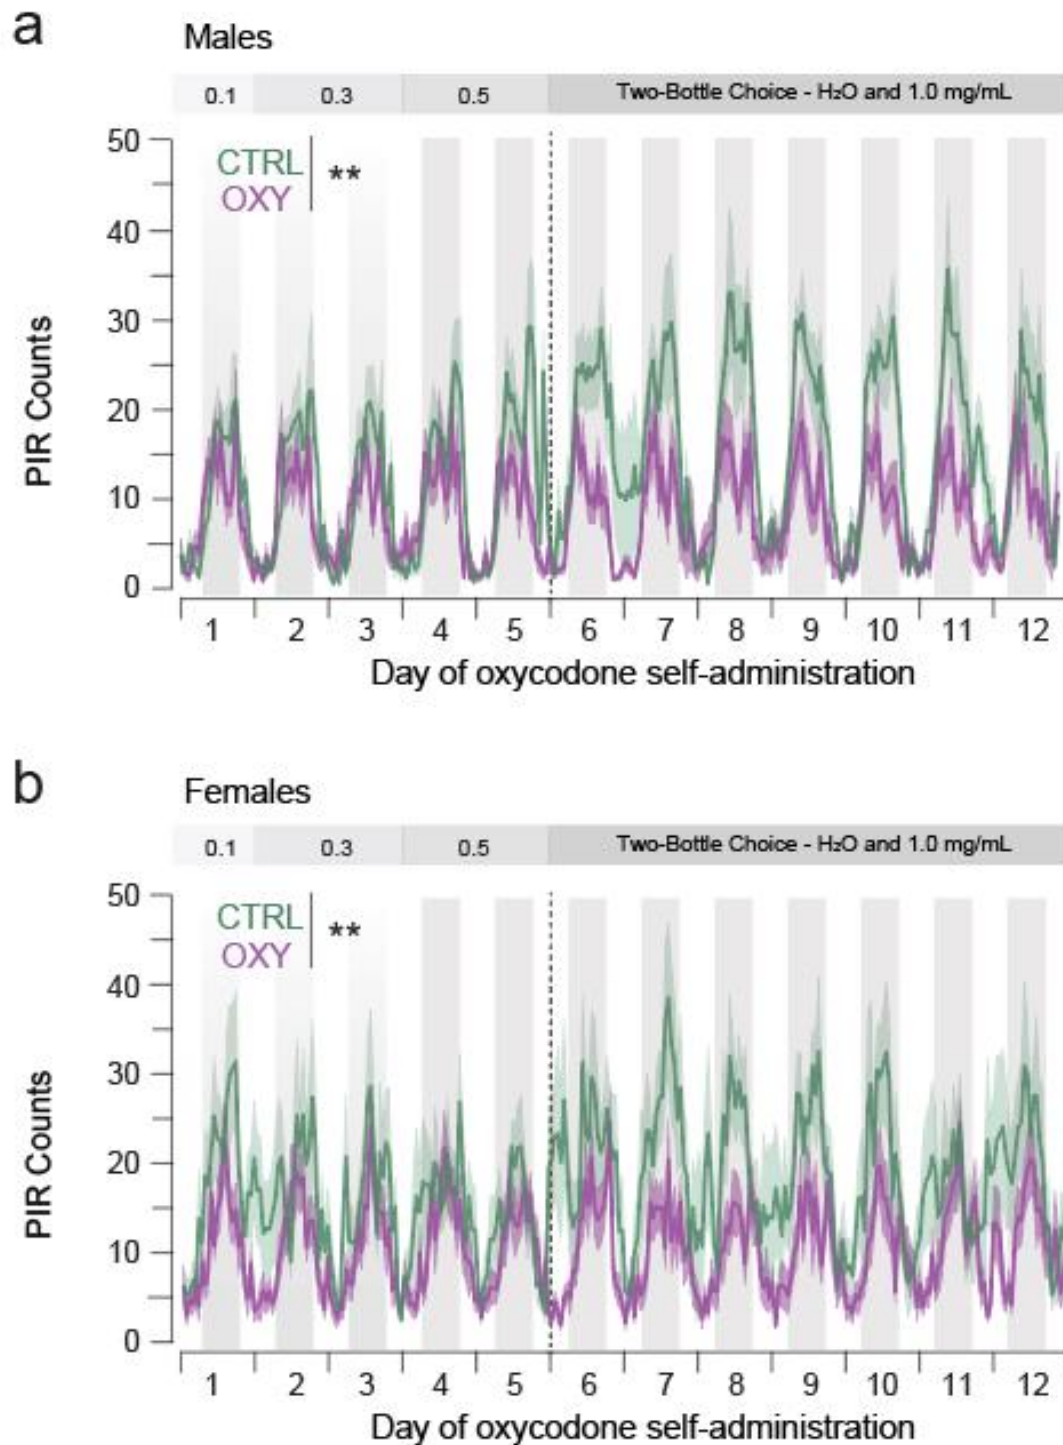 a
Males
0.1 0.3 0.5 Two-Bottle Choice - H₂O and 1.0 mg/mL
50
CTRL
OXY
**
40
30
20
10
0
PIR Counts
1 2 3 4 5 6 7 8 9 10 11 12
Day of oxycodone self-administration
b
Females
0.1 0.3 0.5 Two-Bottle Choice - H₂O and 1.0 mg/mL
50
CTRL
OXY
**
40
30
20
10
0
PIR Counts
1 2 3 4 5 6 7 8 9 10 11 12
Day of oxycodone self-administration